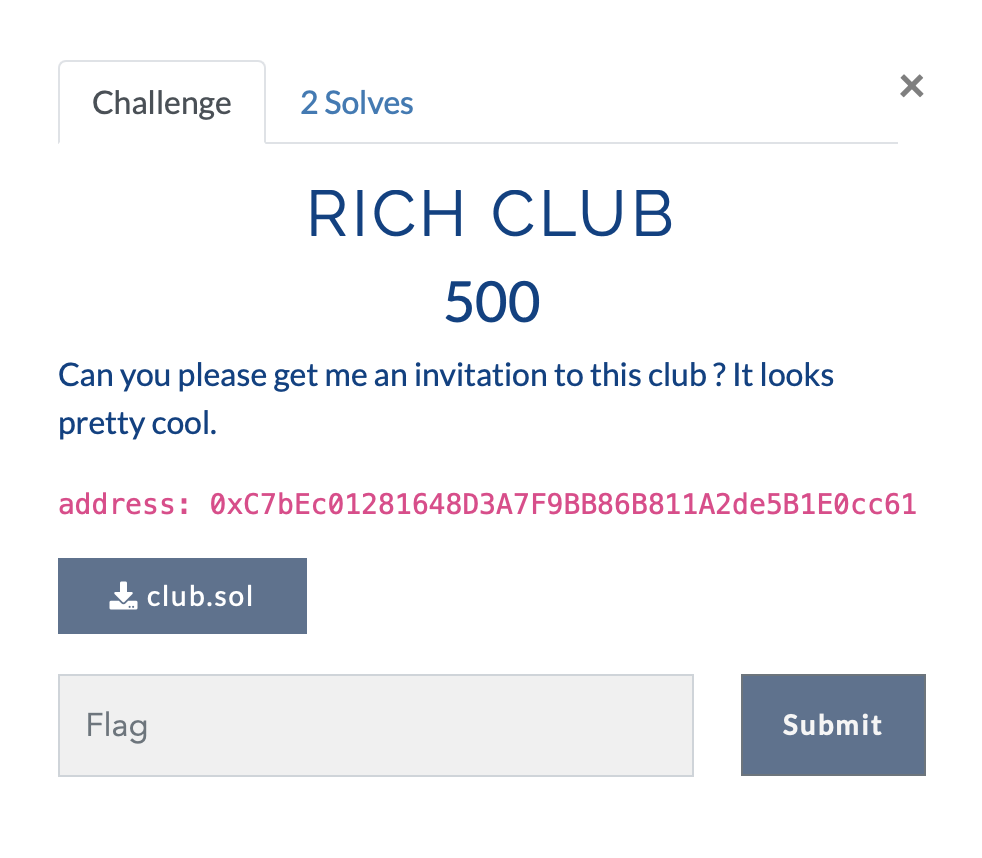 Challenge
2 Solves
×
RICH CLUB
500
Can you please get me an invitation to this club ? It looks
pretty cool.
address: 0xC7bEc01281648D3A7F9BB86B811A2de5B1E0cc61
club.sol
Flag
Submit